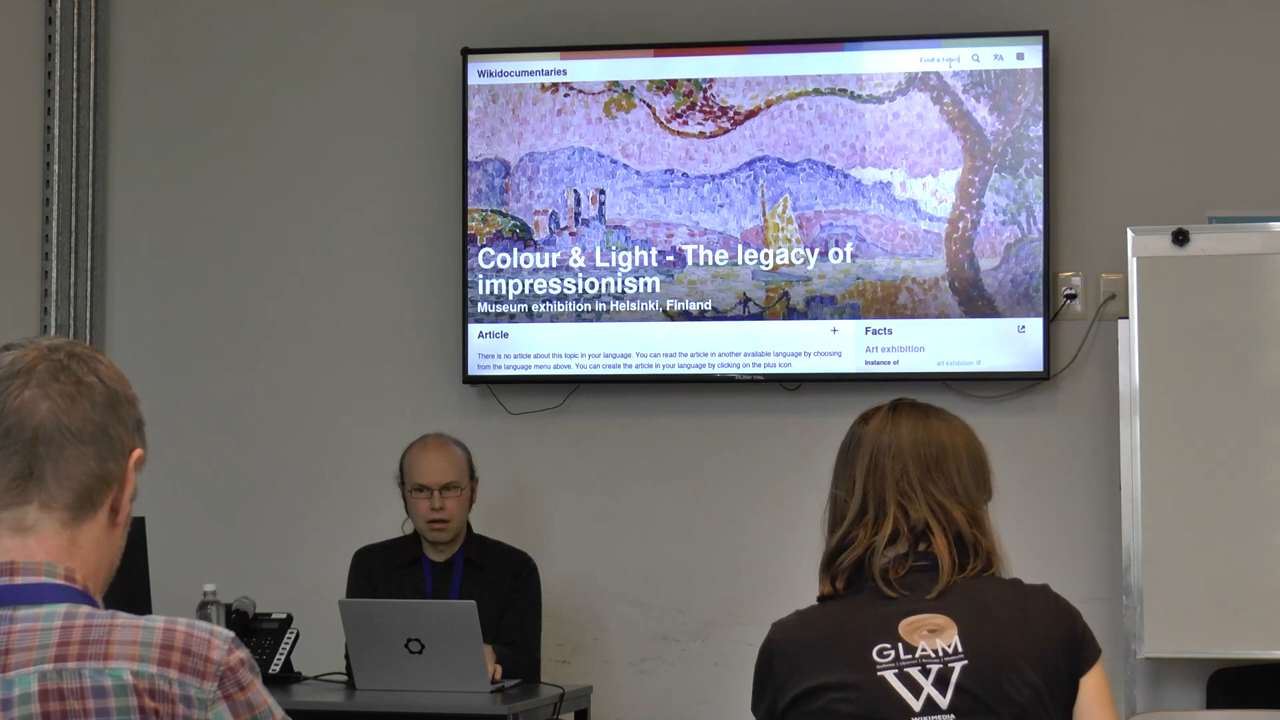 Find a topic
Wikidocumentaries
Colour & Light - The legacy of
impressionism
Museum exhibition in Helsinki, Finland
Article
+
Facts
Art exhibition
There is no article about this topic in your language. You can read the article in another available language by choosing
from the language menu above. You can create the article in your language by clicking on the plus icon.
Instance of
art exhibition
GLAM
W
WIKIMEDIA